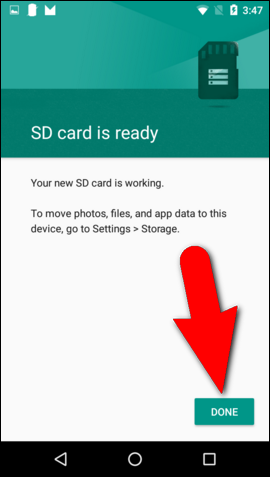 3:47
SD card is ready
Your new SD card is working.
To move photos, files, and app data to this
device, go to Settings > Storage.
DONE